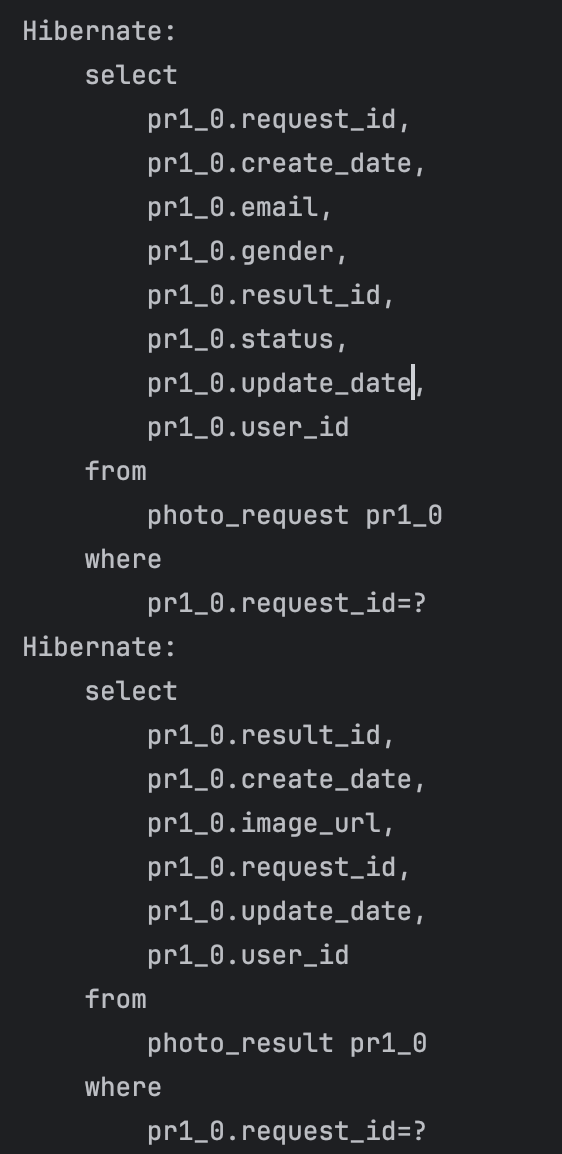 Hibernate:
    select
        pr1_0.request_id,
        pr1_0.create_date,
        pr1_0.email,
        pr1_0.gender,
        pr1_0.result_id,
        pr1_0.status,
        pr1_0.update_date,
        pr1_0.user_id
    from
        photo_request pr1_0
    where
        pr1_0.request_id=?
Hibernate:
    select
        pr1_0.result_id,
        pr1_0.create_date,
        pr1_0.image_url,
        pr1_0.request_id,
        pr1_0.update_date,
        pr1_0.user_id
    from
        photo_result pr1_0
    where
        pr1_0.request_id=?